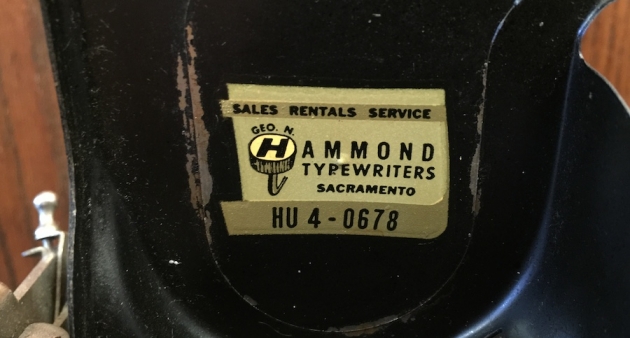 SALES RENTALS SERVICE
GEO. N.
HAMMOND
TYPEWRITERS
SACRAMENTO
HU 4-0678